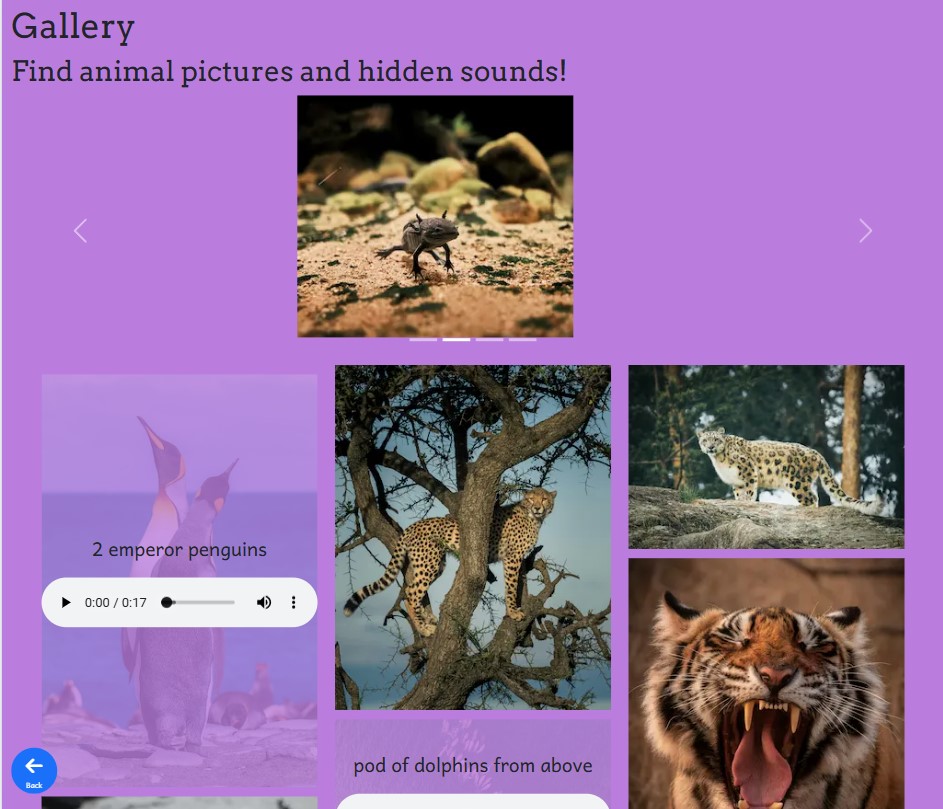 Gallery
Find animal pictures and hidden sounds!
2 emperor penguins
0:00 / 0:17
pod of dolphins from above
Back